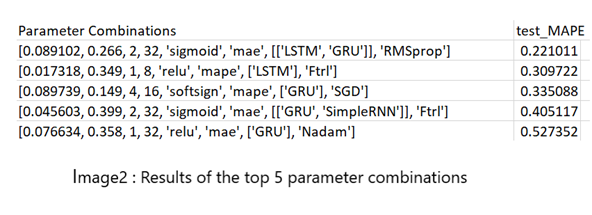 Parameter Combinations test_MAPE
[0.089102, 0.266, 2, 32, 'sigmoid', 'mae', [['LSTM', 'GRU']], 'RMSprop'] 0.221011
[0.017318, 0.349, 1, 8, 'relu', 'mape', ['LSTM'], 'Ftrl'] 0.309722
[0.089739, 0.149, 4, 16, 'softsign', 'mape', ['GRU'], 'SGD'] 0.335088
[0.045603, 0.399, 2, 32, 'sigmoid', 'mae', [['GRU', 'SimpleRNN']], 'Ftrl'] 0.405117
[0.076634, 0.358, 1, 32, 'relu', 'mae', ['GRU'], 'Nadam'] 0.527352
Image2 : Results of the top 5 parameter combinations